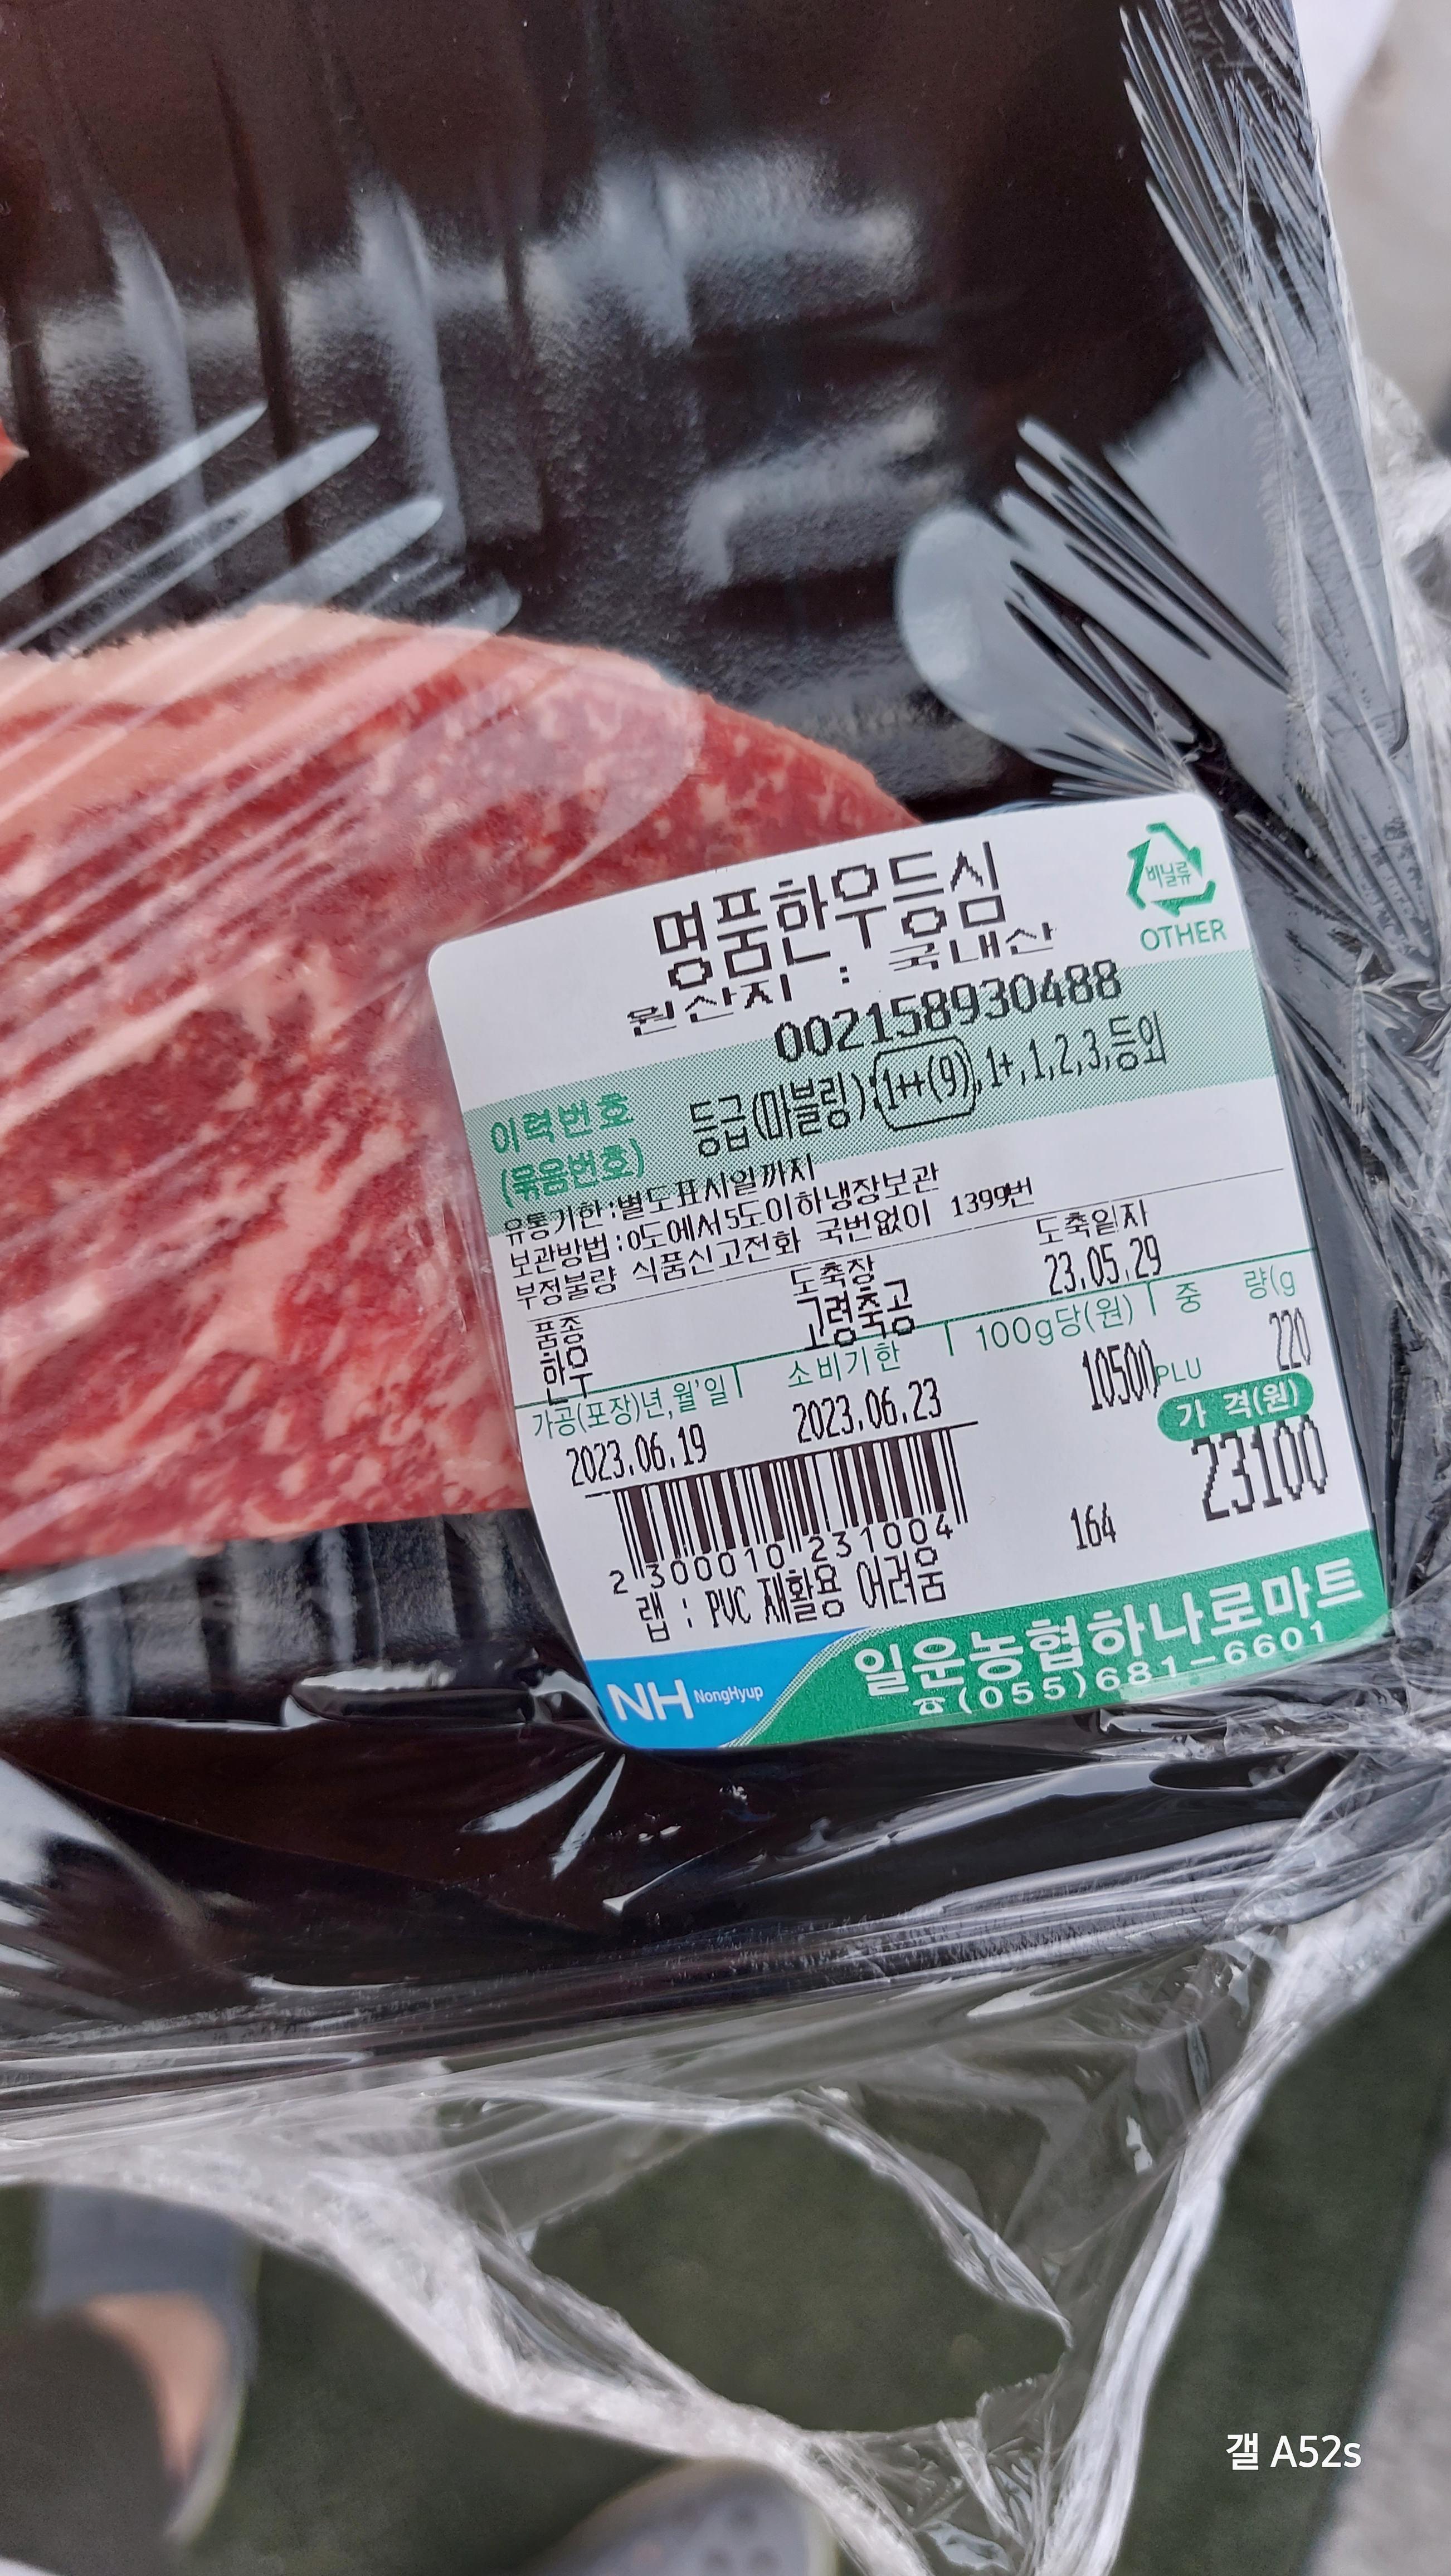 명품한우등심
원산지 : 국내산
비닐류
OTHER
002158930488
이력번호
(묶음번호)
등급(마블링):1++(9),1+,1,2,3,등외
유통기한:별도표시일까지
보관방법:0도에서5도이하냉장보관
부정불량 식품신고전화 국번없이 1399번
품종 도축장 도축일자
한우 고령축공 23.05.29
가공(포장)년,월'일 소비기한 100g당(원) 중 량(g
2023.06.19 2023.06.23 10500 220
PLU 가 격(원)
164 23100
2 300010 231004
랩 : PVC 재활용 어려움
NH NongHyup
일운농협하나로마트
☎(055)681-6601
갤 A52s